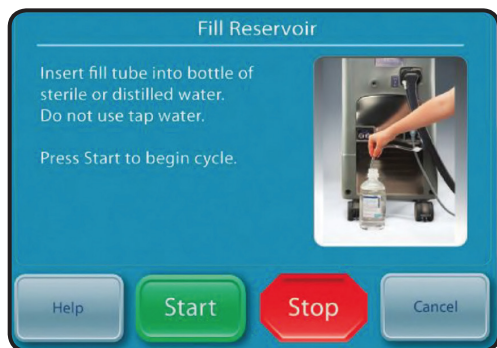 Fill Reservoir
Insert fill tube into bottle of
sterile or distilled water.
Do not use tap water.
Press Start to begin cycle.
Help
Start
Stop
Cancel